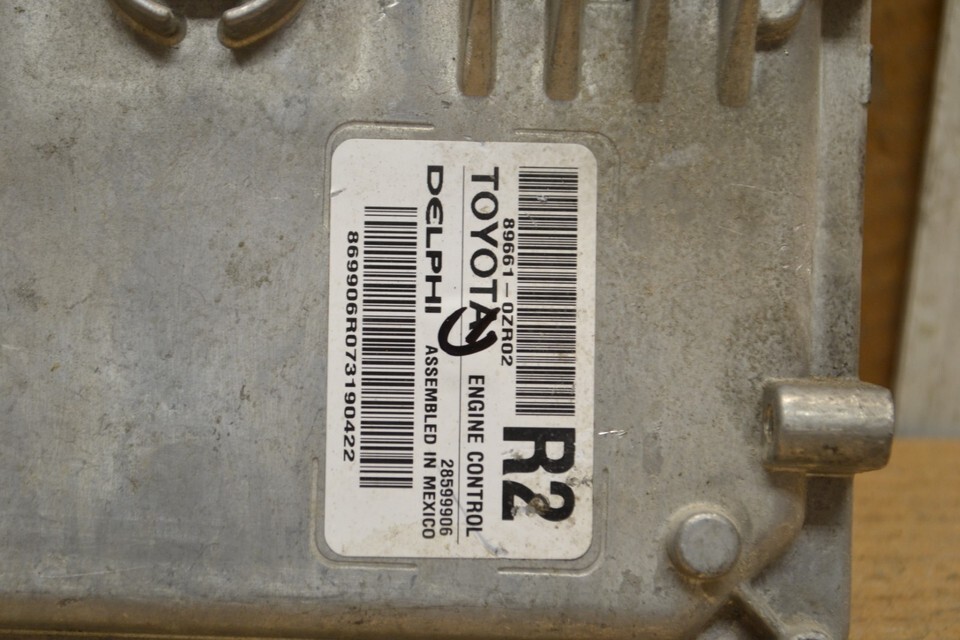 R2
89661-0ZR02
TOYOTA ENGINE CONTROL
28599906
DELPHI ASSEMBLED IN MEXICO
869906R073190422